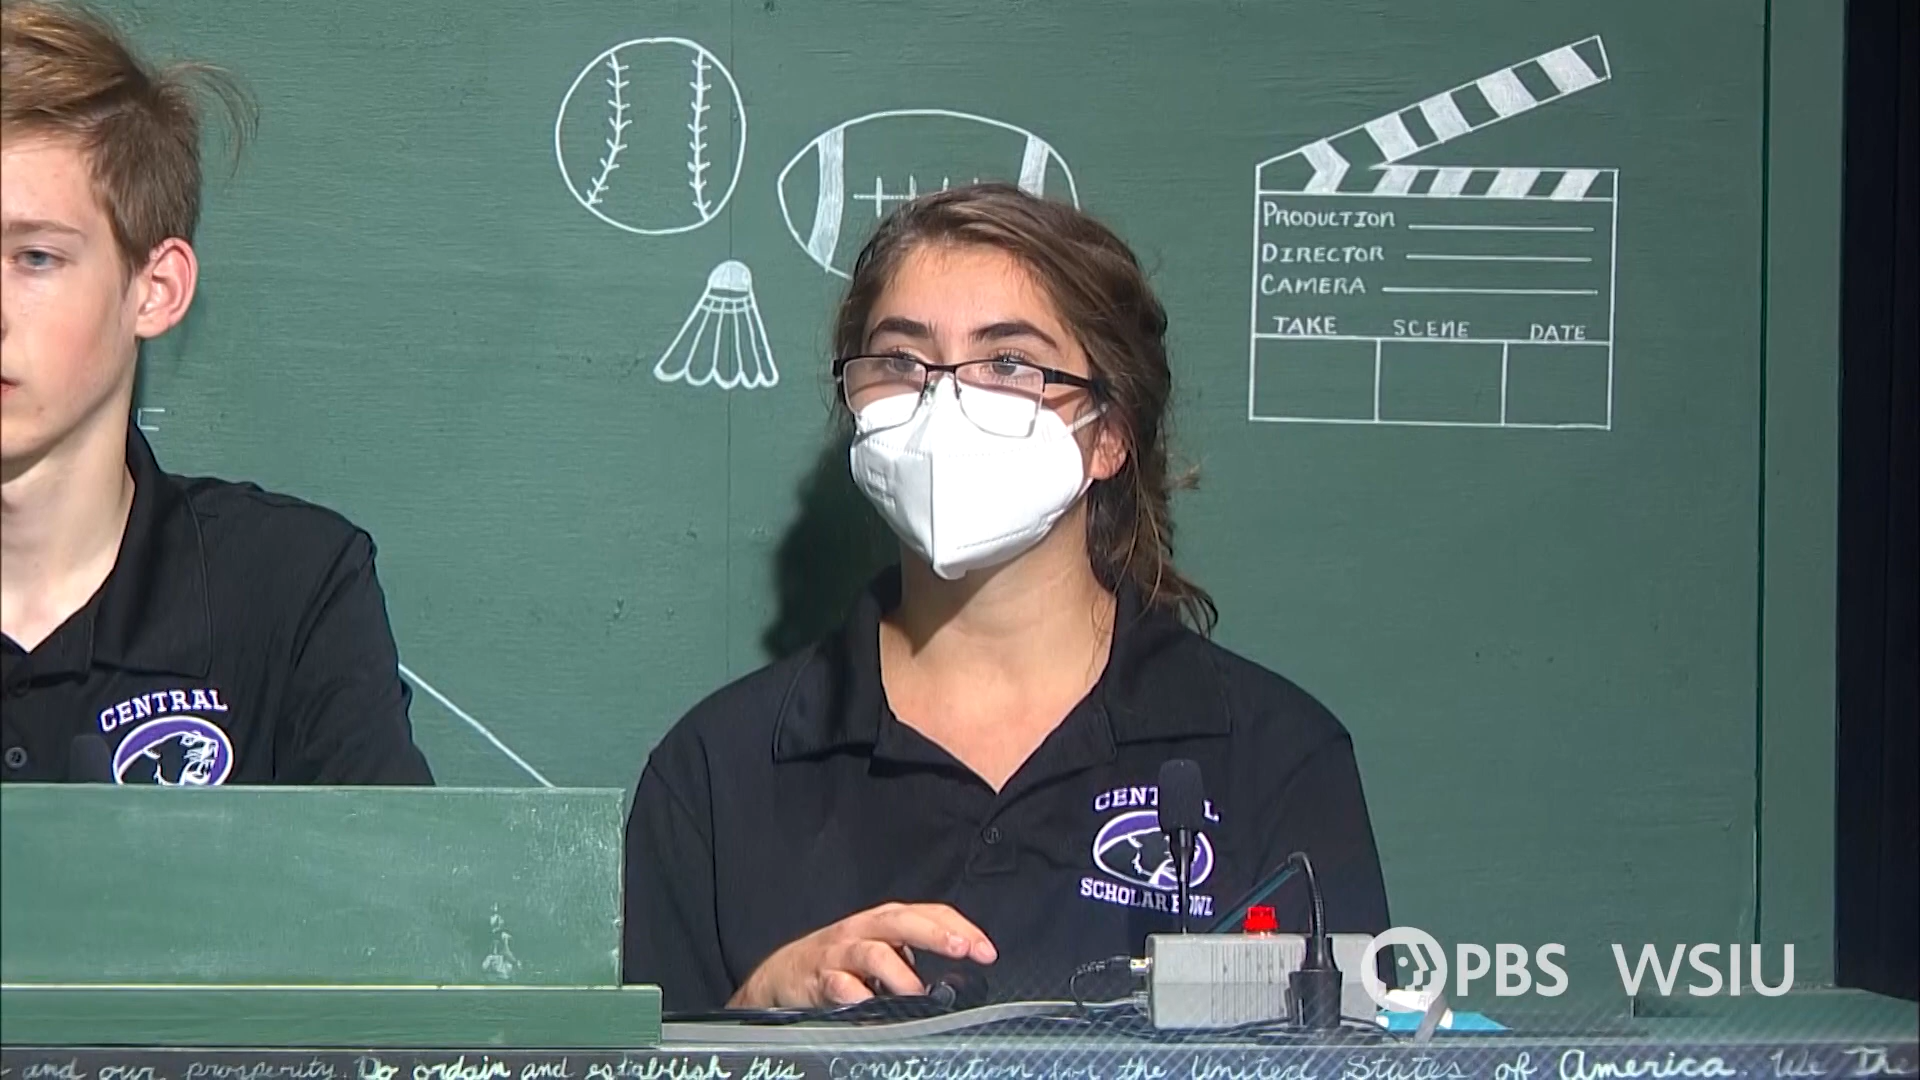 PRODUCTION
DIRECTOR
CAMERA
TAKE SCENE DATE
CENTRAL
CENT L
SCHOLAR BOWL
PBS WSIU
and our prosperity. Do ordain and establish this Constitution, for the United States of America. We The